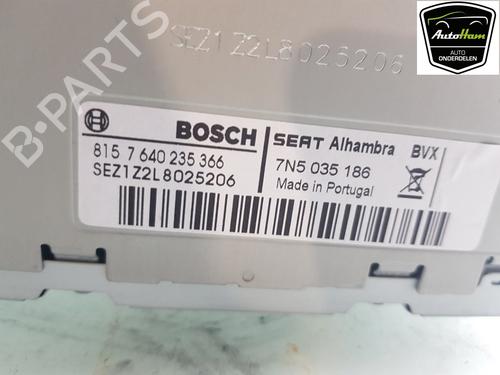 SEZ1Z2L8025206
AutoHam
AUTO
ONDERDELEN
B-PARTS
BOSCH
815 7 640 235 366
SEZ1Z2L8025206
SEAT Alhambra BVX
7N5 035 186
Made in Portugal